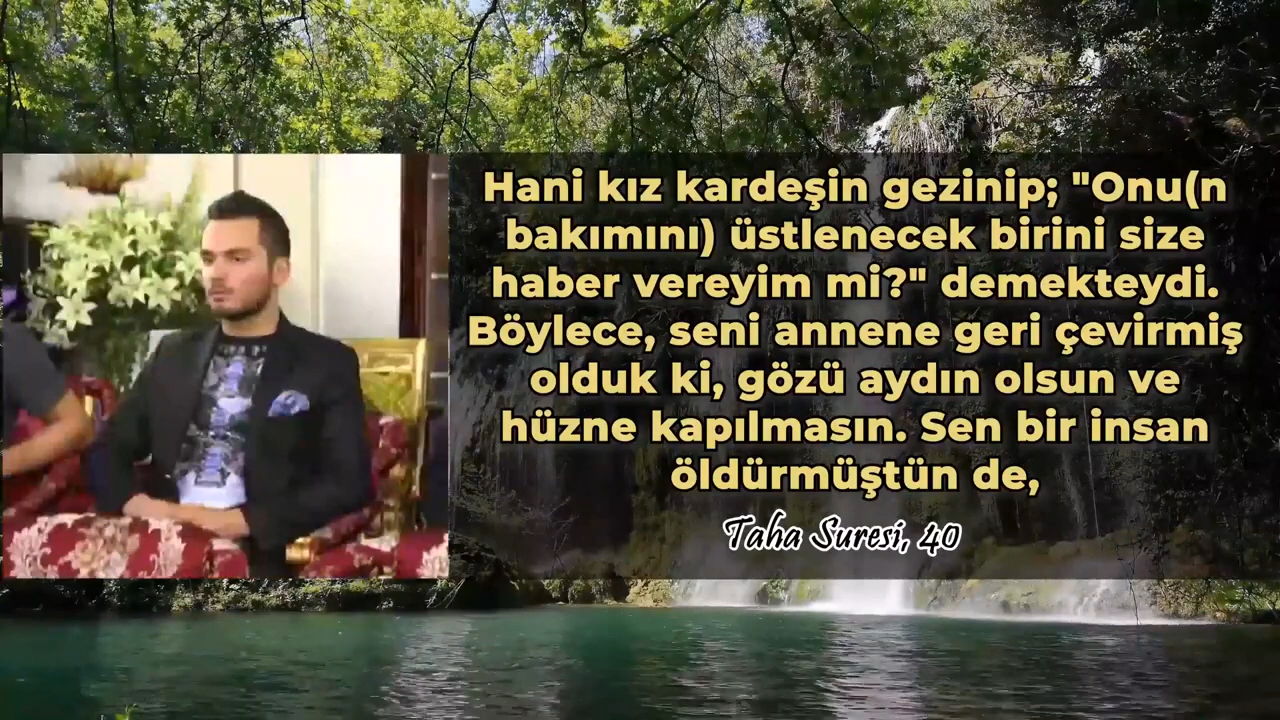 Hani kız kardeşin gezinip; "Onu(n
bakımını) üstlenecek birini size
haber vereyim mi?" demekteydi.
Böylece, seni annene geri çevirmiş
olduk ki, gözü aydın olsun ve
hüzne kapılmasın. Sen bir insan
öldürmüştün de,
Taha Suresi, 40